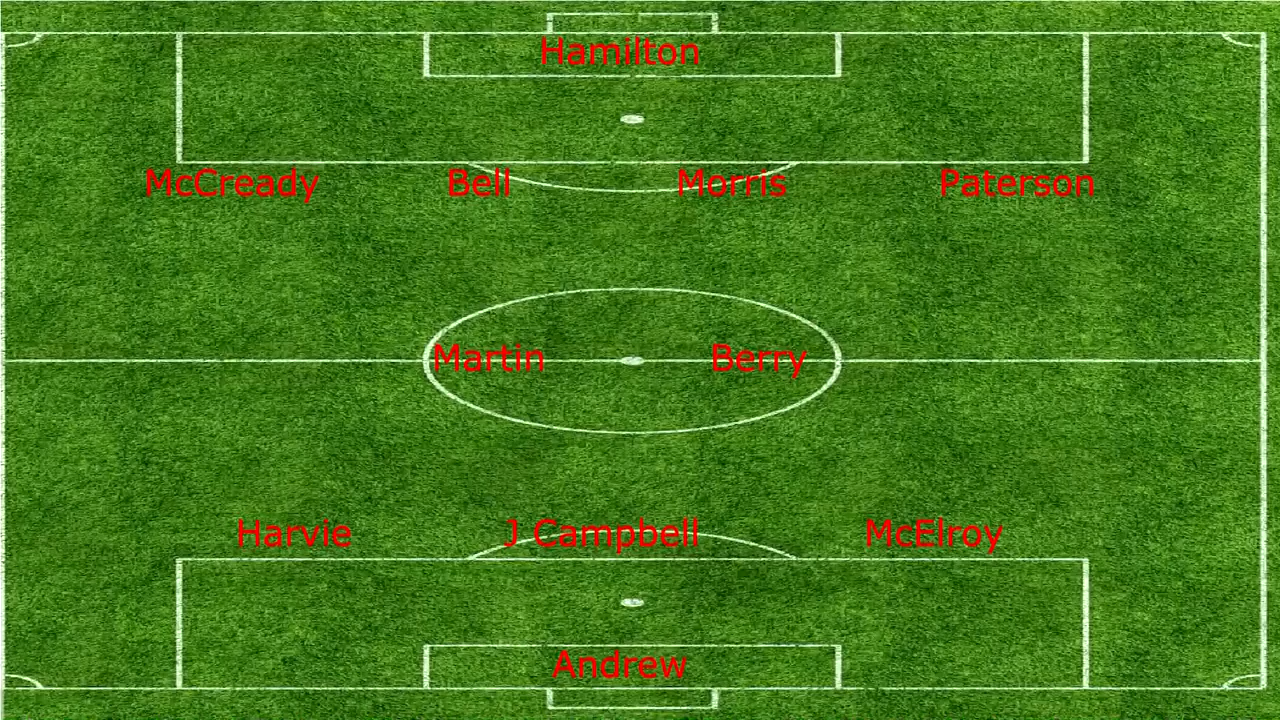 Hamilton
McCready Bell Morris Paterson
Martin Berry
Harvie J Campbell McElroy
Andrew